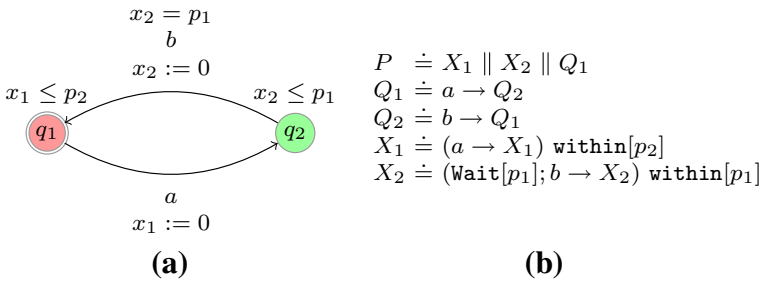 x₂ = p₁
b
x₂ := 0
x₁ ≤ p₂
x₂ ≤ p₁
q₁
q₂
a
x₁ := 0
(a)
P ≐ X₁ ∥ X₂ ∥ Q₁
Q₁ ≐ a → Q₂
Q₂ ≐ b → Q₁
X₁ ≐ (a → X₁) within[p₂]
X₂ ≐ (Wait[p₁]; b → X₂) within[p₁]
(b)